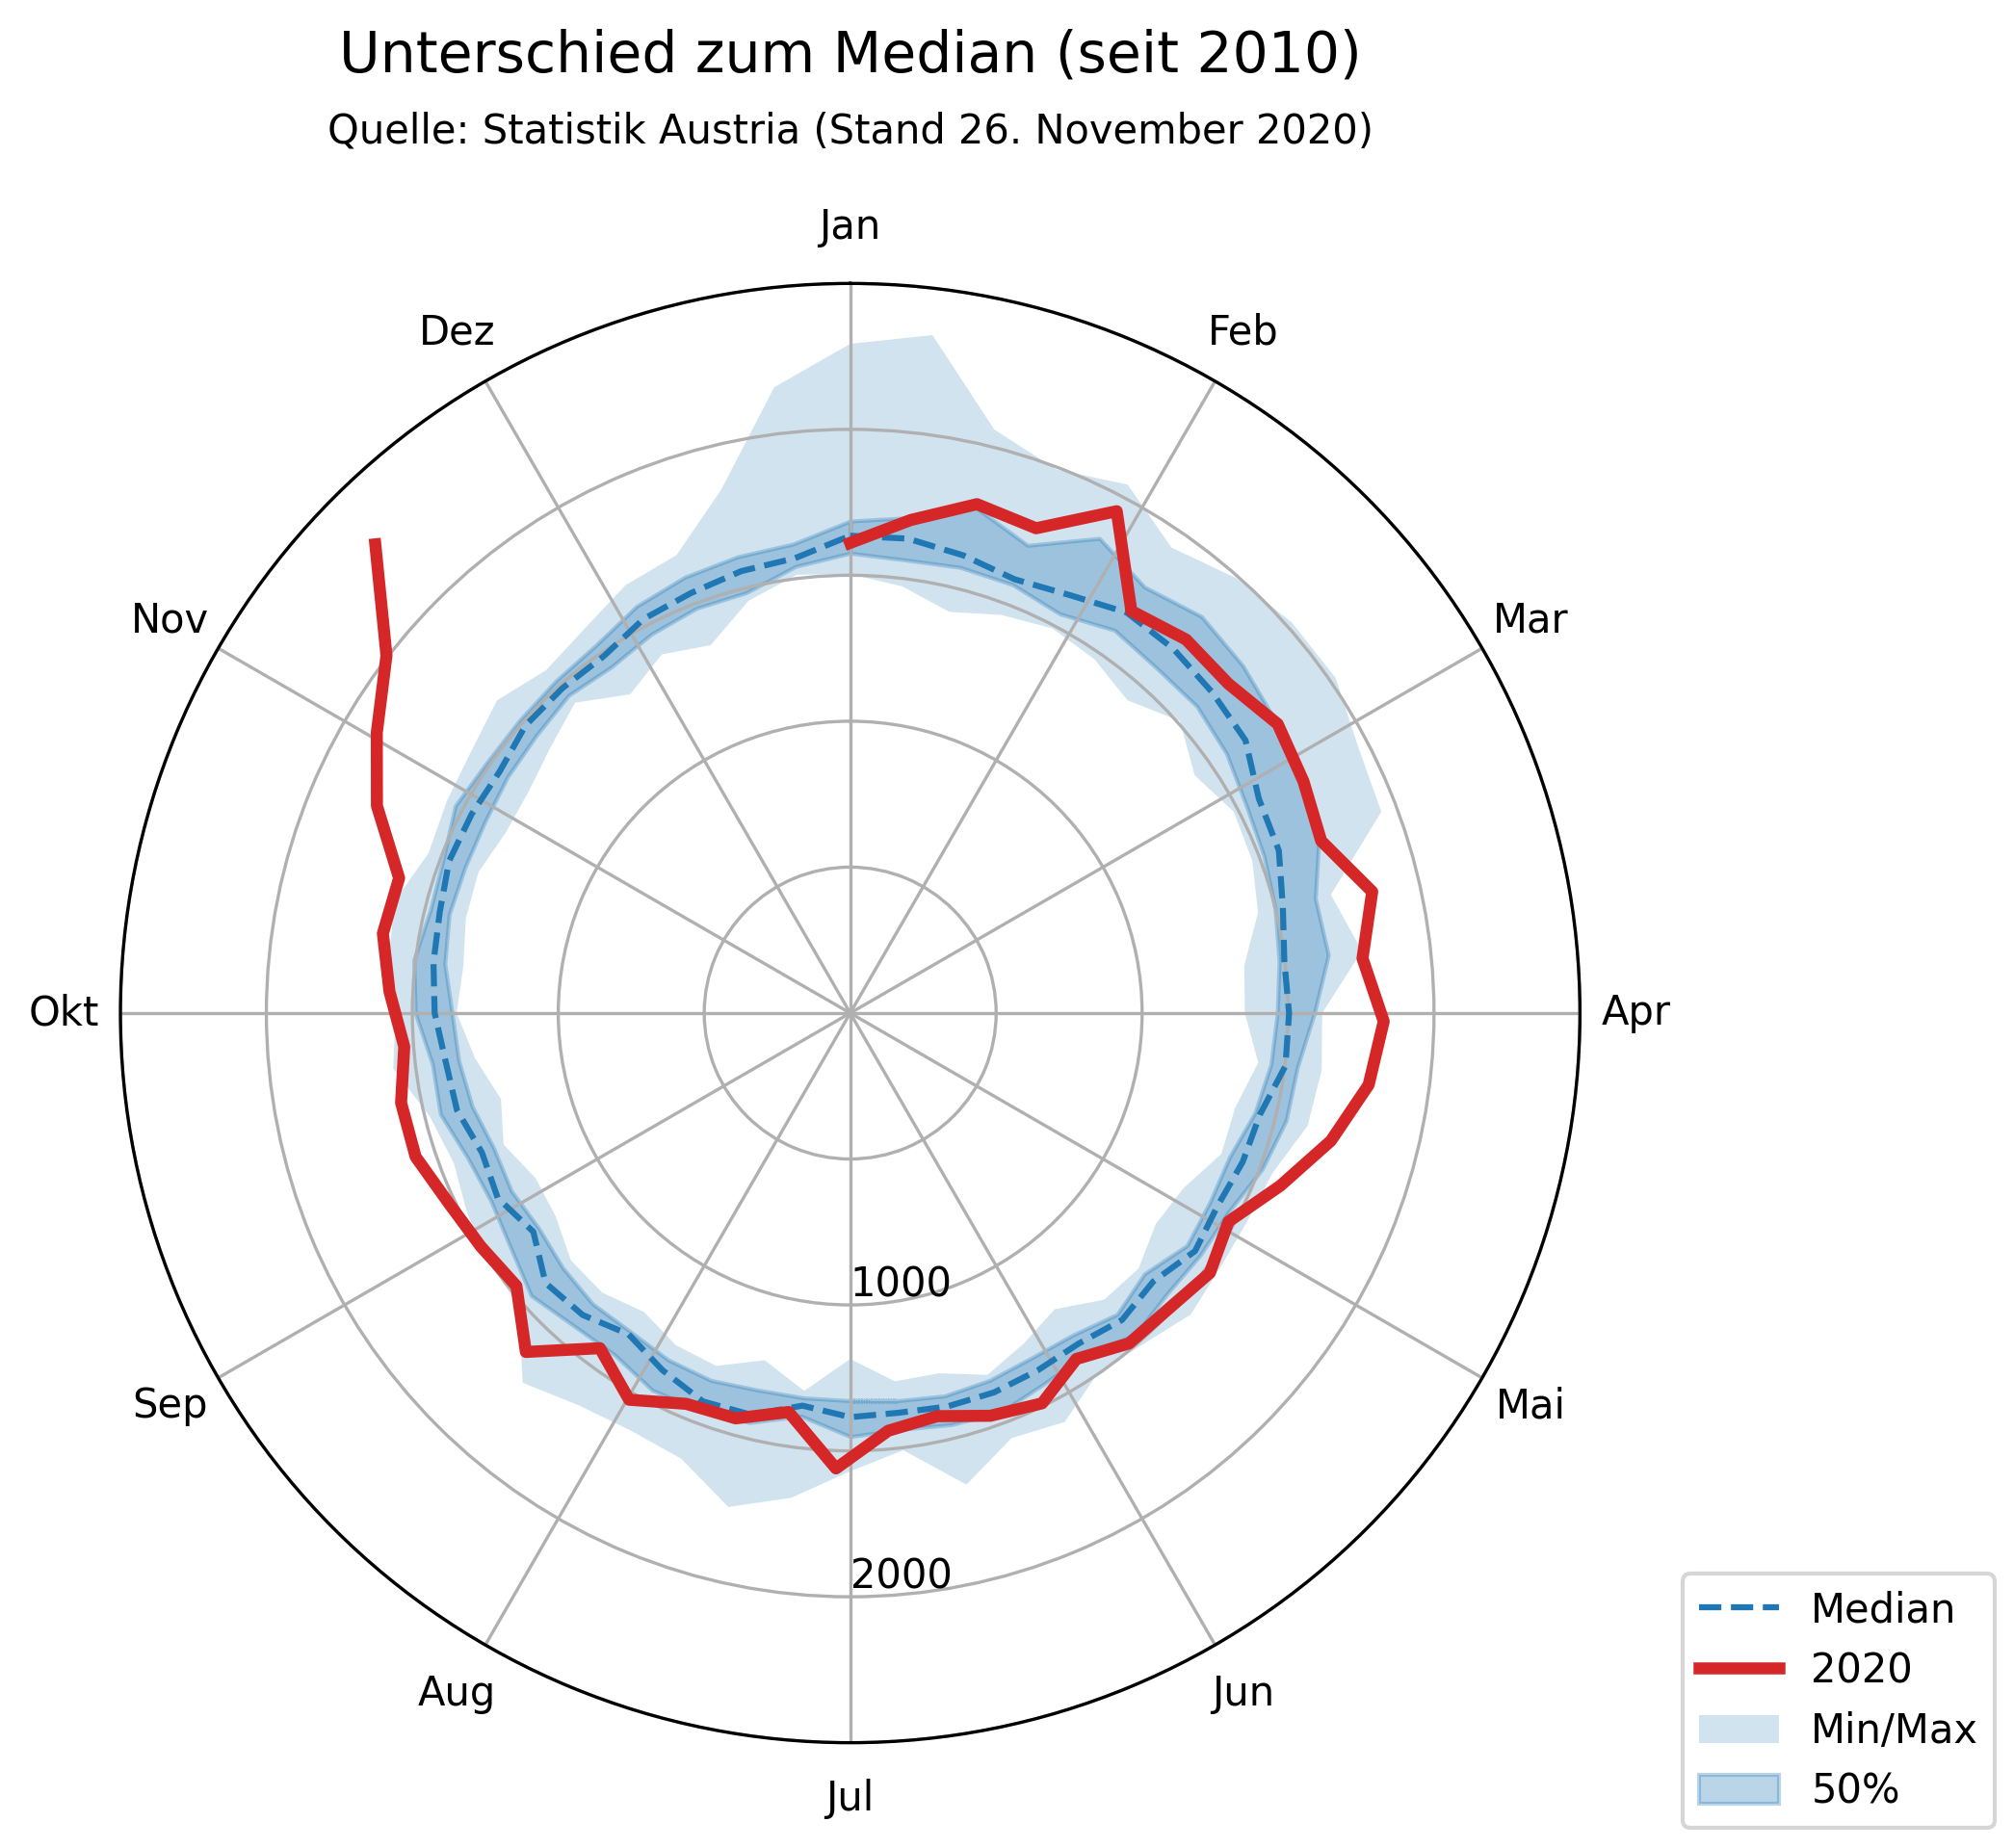 Unterschied zum Median (seit 2010)
Quelle: Statistik Austria (Stand 26. November 2020)
Jan
Dez
Feb
Nov
Mar
Okt
Apr
1000
Sep
Mai
2000
Aug
Jun
Jul
Median
2020
Min/Max
50%